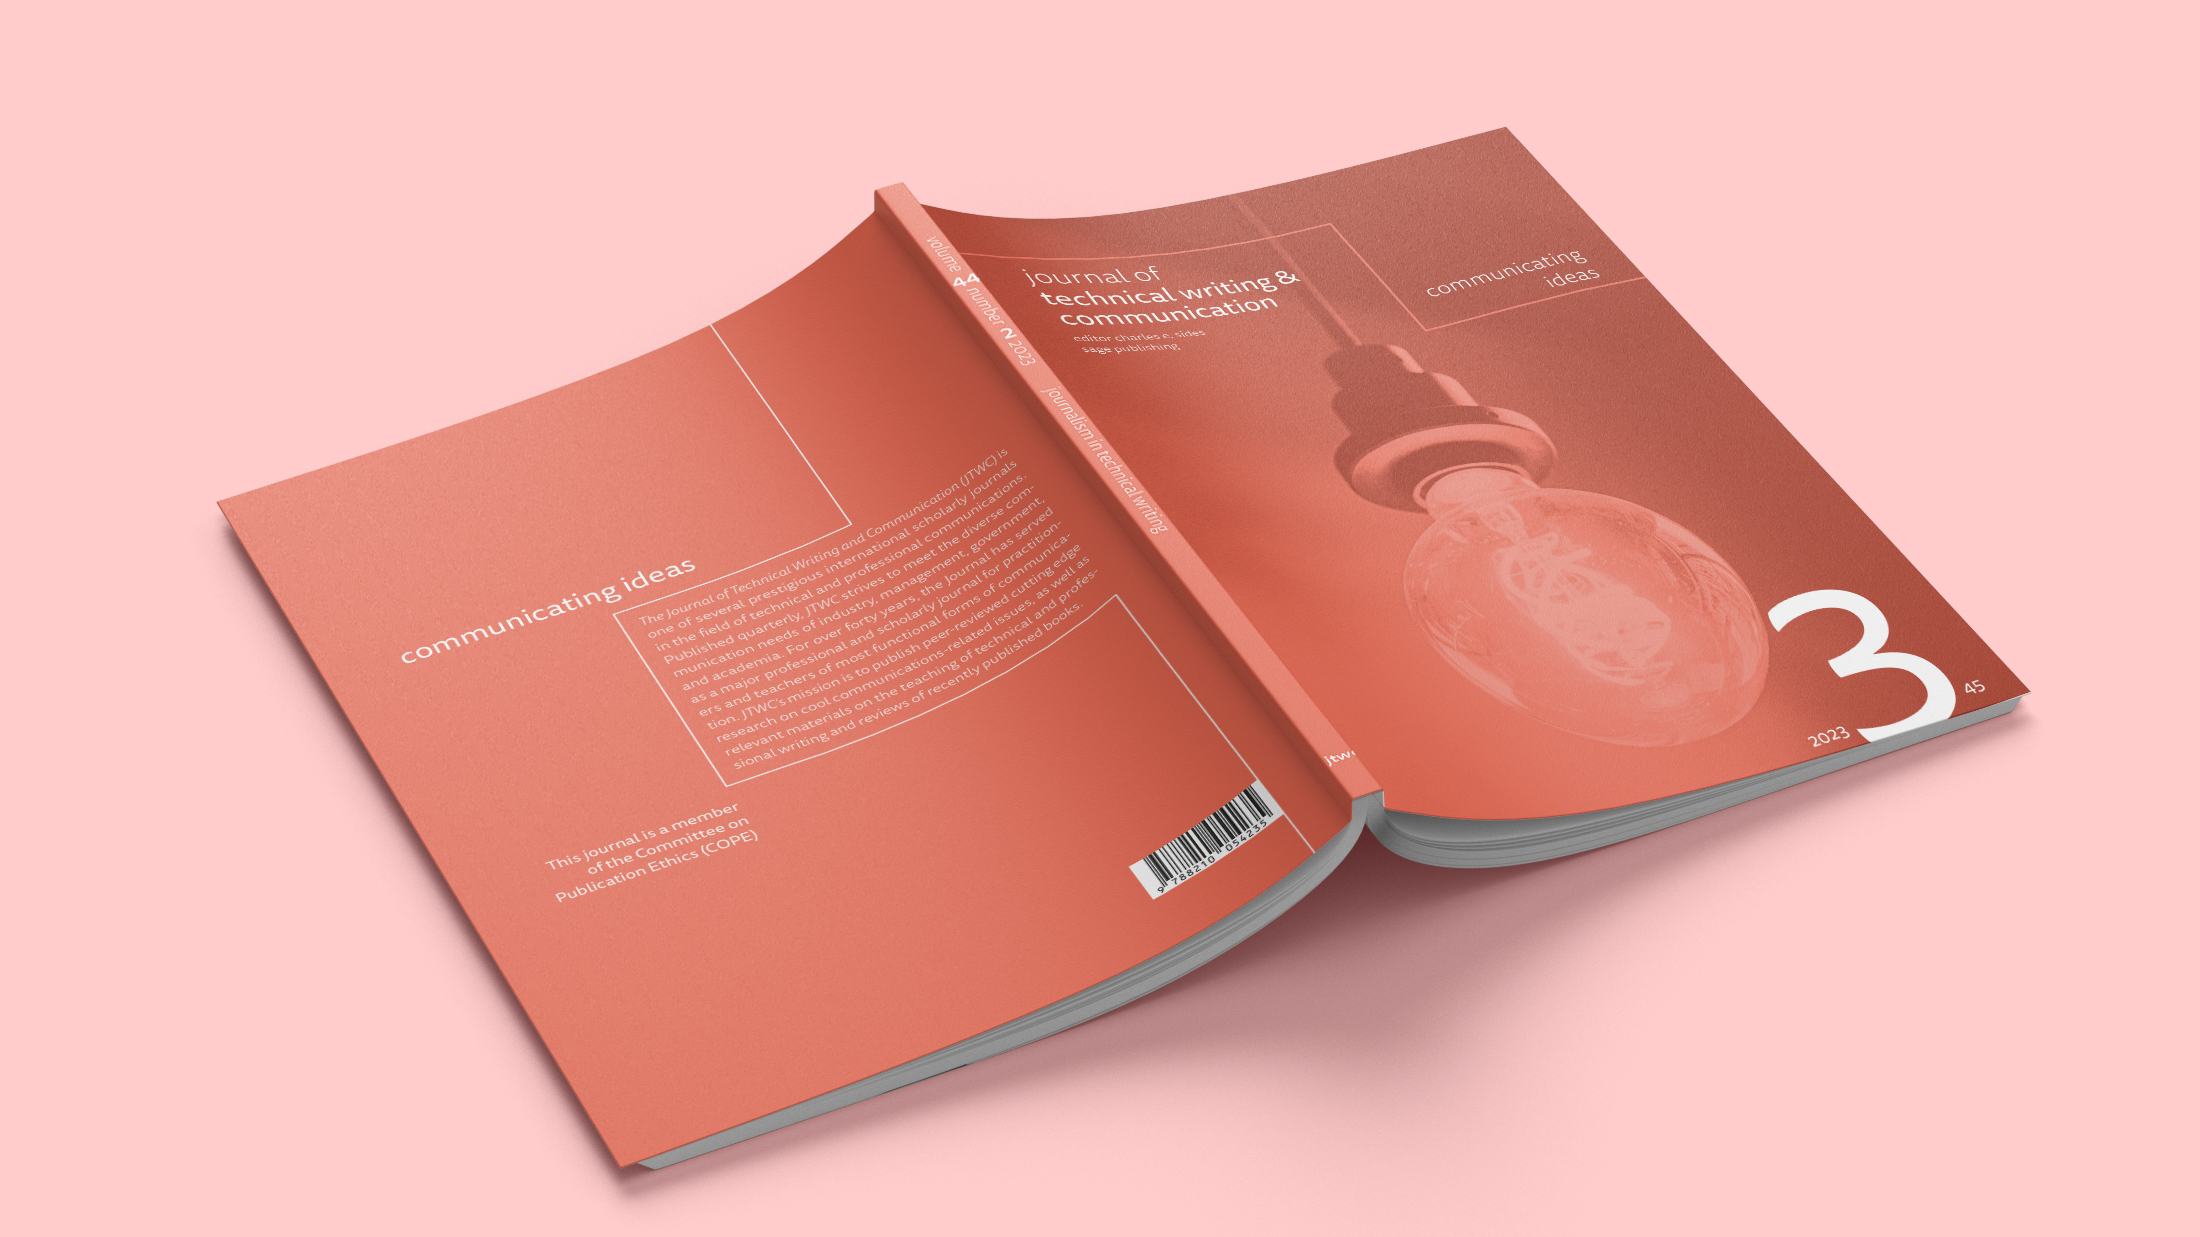 communicating ideas
The Journal of Technical Writing and Communication (JTWC) is
one of several prestigious international scholarly journals
in the field of technical and professional communications.
Published quarterly, JTWC strives to meet the diverse com-
munication needs of industry, management, government,
and academia. For over forty years, the Journal has served
as a major professional and scholarly journal for practition-
ers and teachers of most functional forms of communica-
tion. JTWC's mission is to publish peer-reviewed cutting edge
research on cool communications-related issues, as well as
relevant materials on the teaching of technical and profes-
sional writing and reviews of recently published books.
This journal is a member
of the Committee on
Publication Ethics (COPE)
9 788210 054235
volume 44 number 2 2023 journalism in technical writing jtwc
journal of
technical writing &
communication
editor charles e. sides
sage publishing
communicating
ideas
3
45
2023